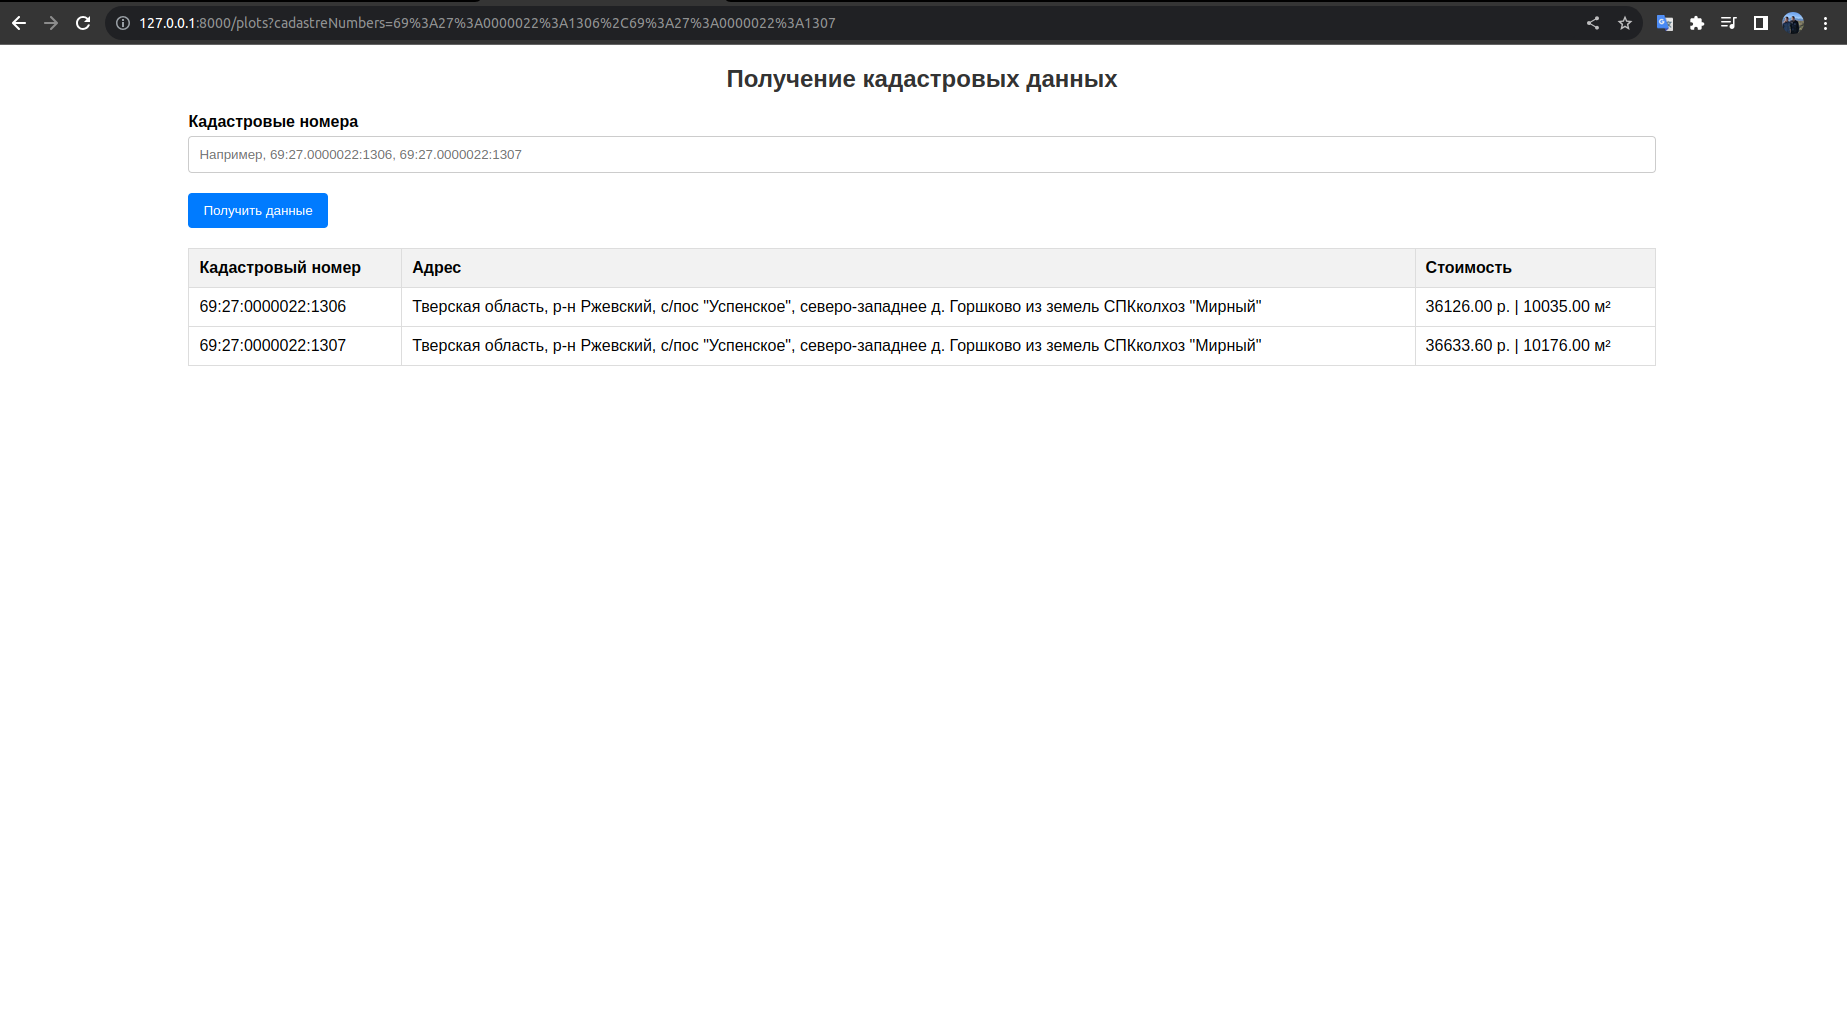 127.0.0.1:8000/plots?cadastreNumbers=69%3A27%3A0000022%3A1306%2C69%3A27%3A0000022%3A1307
Получение кадастровых данных
Кадастровые номера
Например, 69:27.0000022:1306, 69:27.0000022:1307
Получить данные
Кадастровый номер Адрес Стоимость
69:27:0000022:1306 Тверская область, р-н Ржевский, с/пос "Успенское", северо-западнее д. Горшково из земель СПКколхоз "Мирный" 36126.00 р. | 10035.00 м²
69:27:0000022:1307 Тверская область, р-н Ржевский, с/пос "Успенское", северо-западнее д. Горшково из земель СПКколхоз "Мирный" 36633.60 р. | 10176.00 м²